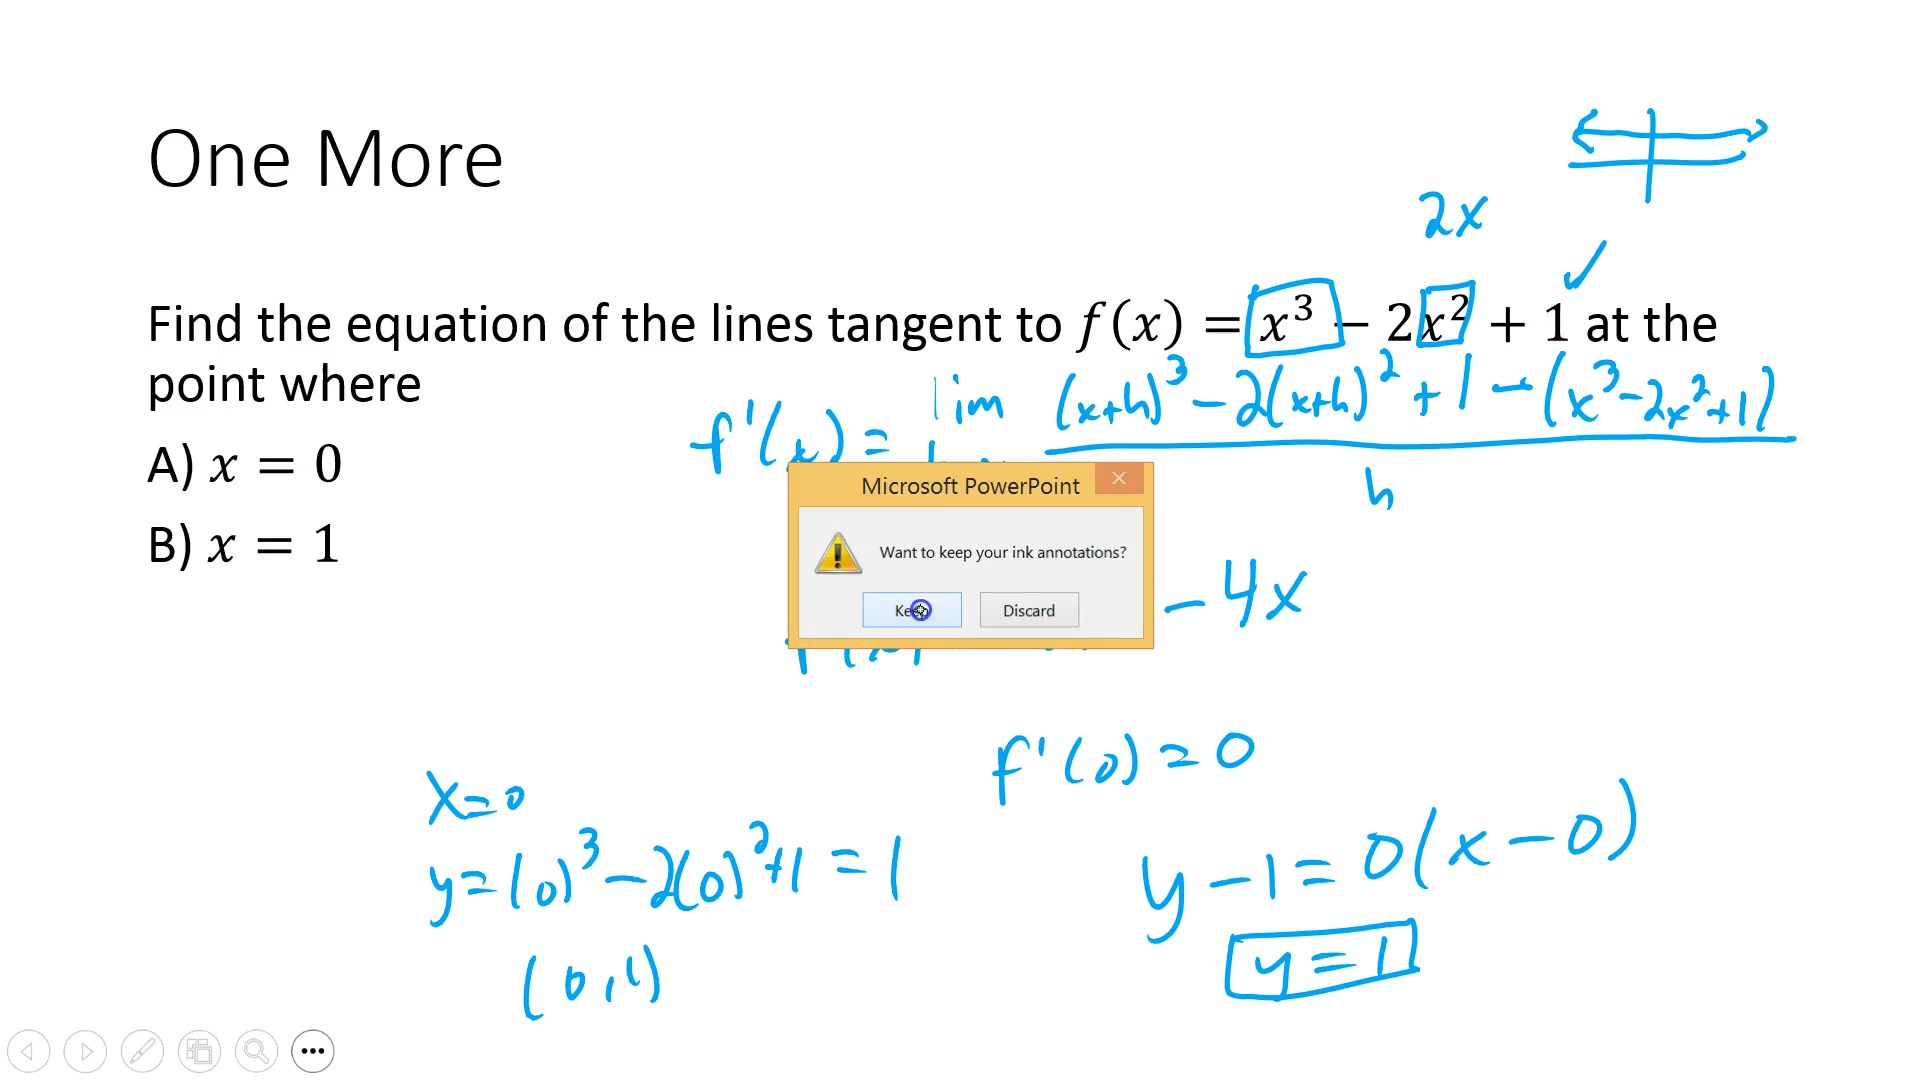 One More
2x
Find the equation of the lines tangent to f(x) = x³ − 2x² + 1 at the
point where
lim (x+h)³ − 2(x+h)² + 1 − (x³ − 2x² + 1)
f'(x) =
h
A) x = 0
B) x = 1
Microsoft PowerPoint
Want to keep your ink annotations?
Keep Discard
− 4x
f'(0) = 0
x = 0
y = (0)³ − 2(0)² + 1 = 1
y − 1 = 0(x − 0)
(0,1)
y = 1